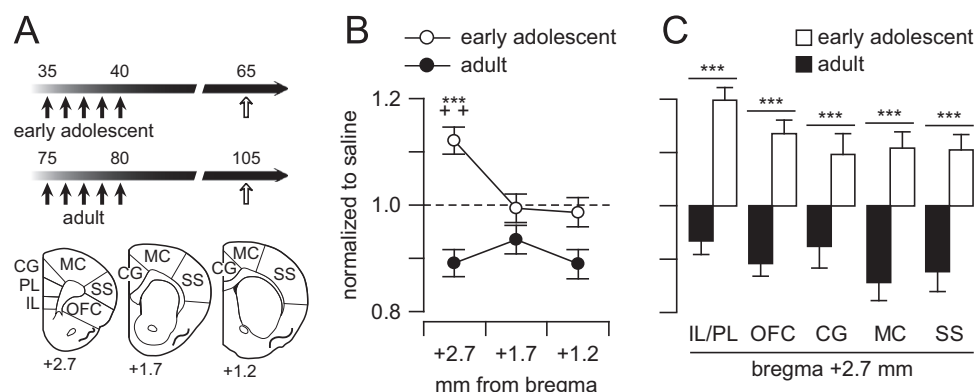 A
35 40 65
early adolescent
75 80 105
adult
CG MC SS
PL
IL OFC
+2.7
CG MC SS
+1.7
CG MC SS
+1.2
B
early adolescent
adult
normalized to saline
1.2
1.0
0.8
***
++
+2.7 +1.7 +1.2
mm from bregma
C
early adolescent
adult
*** *** *** *** ***
IL/PL OFC CG MC SS
bregma +2.7 mm